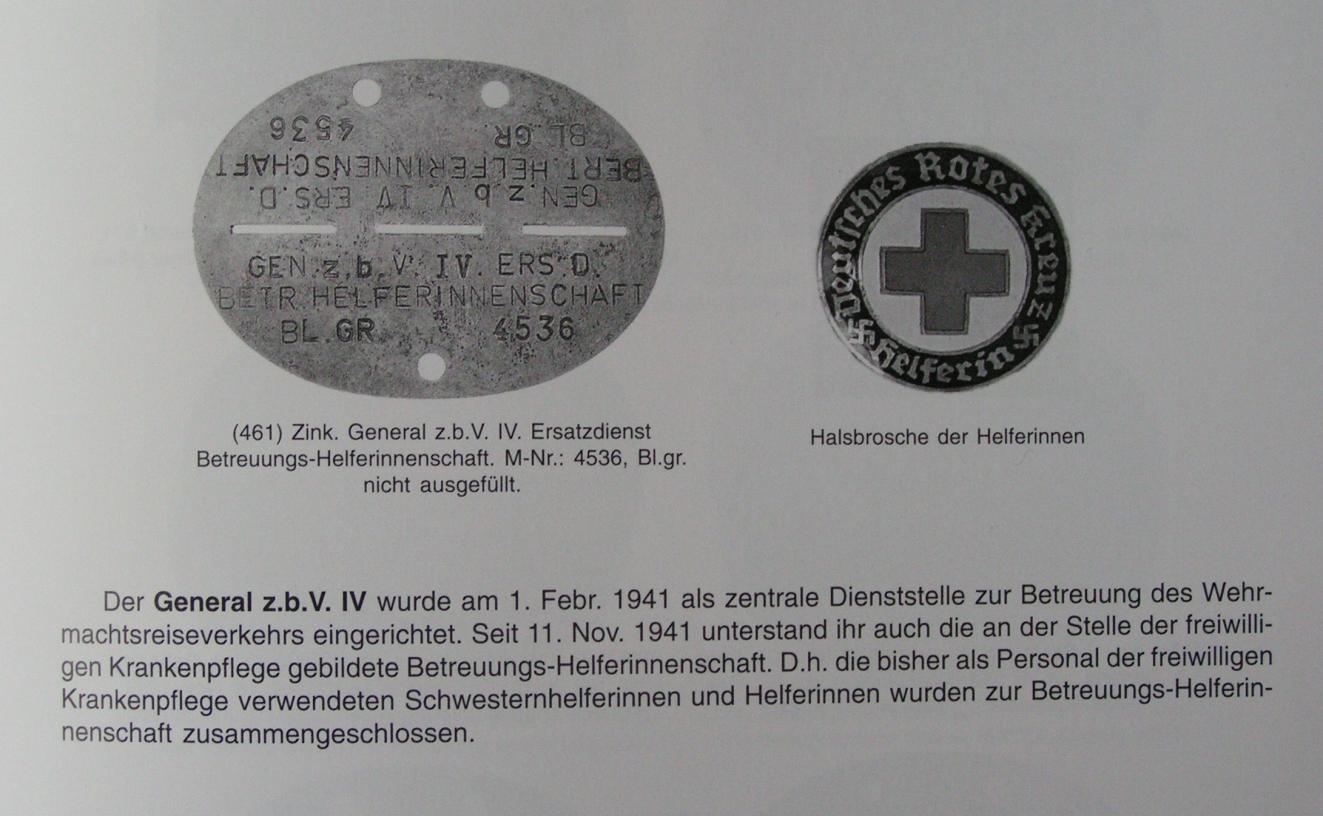 4536 BL. GR.
BERT. HELFERINNENSCHAFT
GEN. z. b V. IV ERS. D.
GEN. z. b. V. IV. ERS. D.
BETR. HELFERINNENSCHAFT
BL. GR. 4536
Deutsches Rotes Kreuz
Helferin
(461) Zink. General z.b.V. IV. Ersatzdienst
Betreuungs-Helferinnenschaft. M-Nr.: 4536, Bl.gr.
nicht ausgefüllt.
Halsbrosche der Helferinnen
Der General z.b.V. IV wurde am 1. Febr. 1941 als zentrale Dienststelle zur Betreuung des Wehr-
machtsreiseverkehrs eingerichtet. Seit 11. Nov. 1941 unterstand ihr auch die an der Stelle der freiwilli-
gen Krankenpflege gebildete Betreuungs-Helferinnenschaft. D.h. die bisher als Personal der freiwilligen
Krankenpflege verwendeten Schwesternhelferinnen und Helferinnen wurden zur Betreuungs-Helferin-
nenschaft zusammengeschlossen.